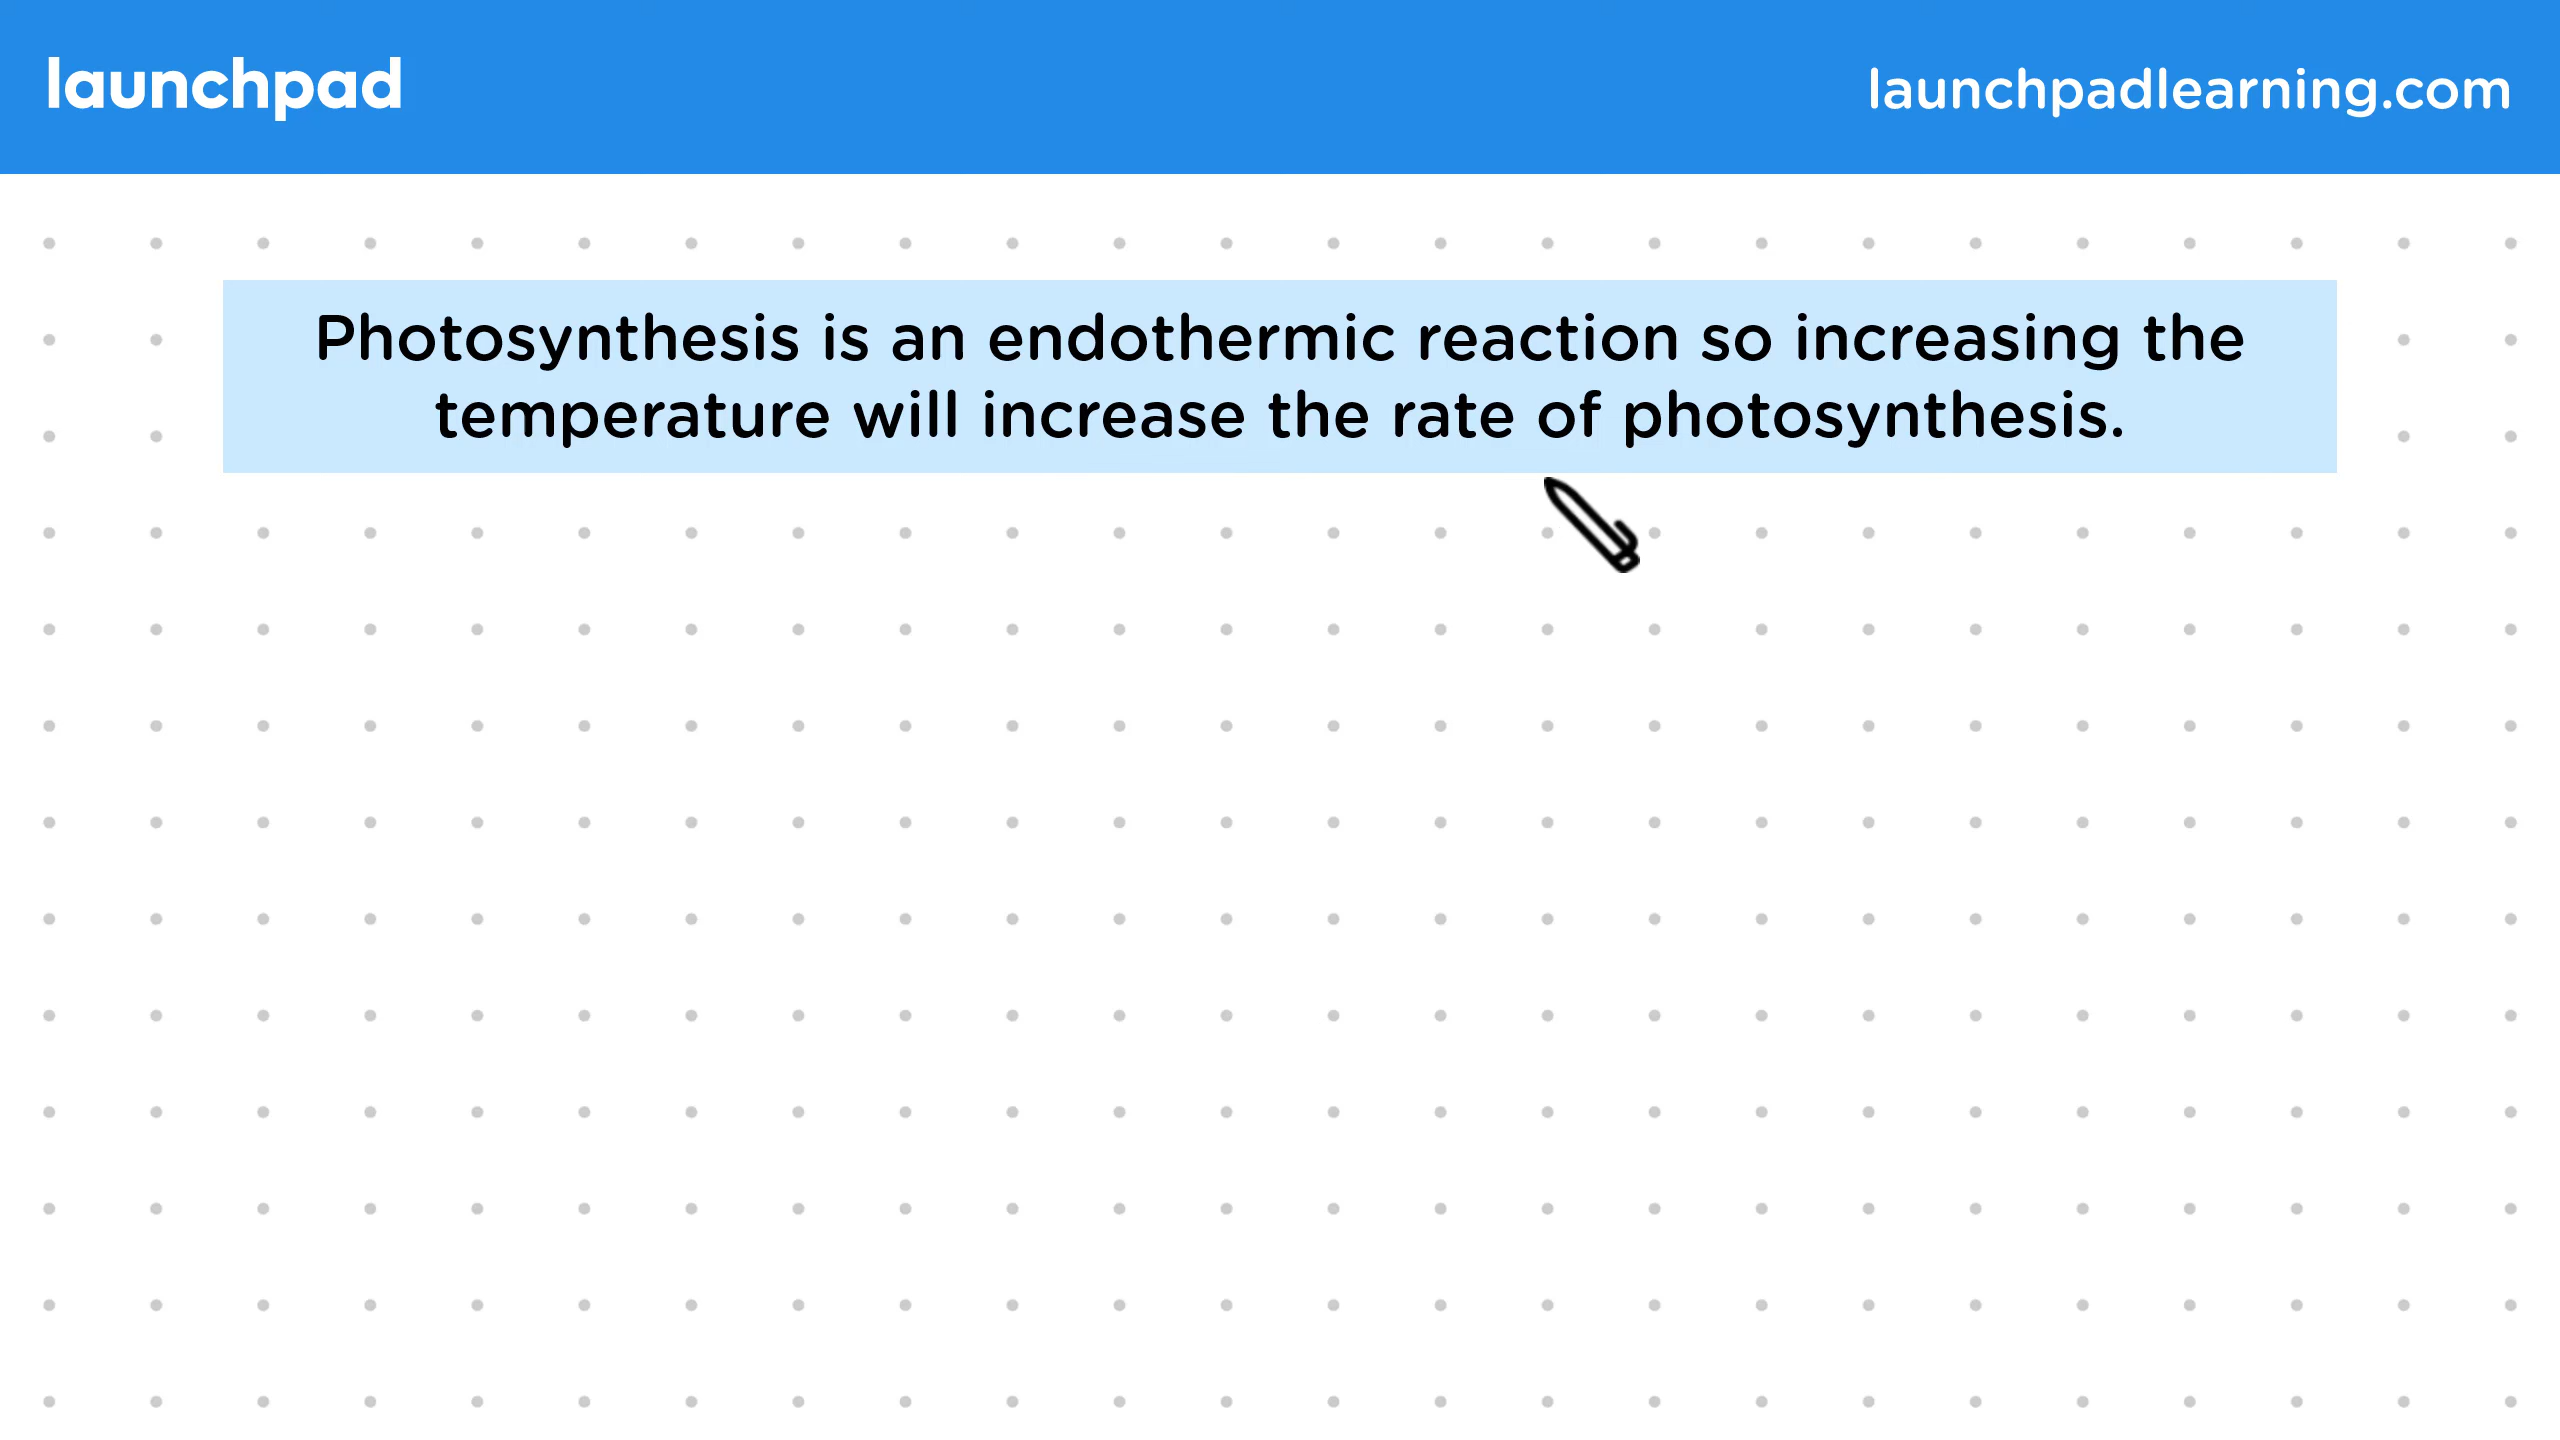 launchpad
launchpadlearning.com
Photosynthesis is an endothermic reaction so increasing the
temperature will increase the rate of photosynthesis.